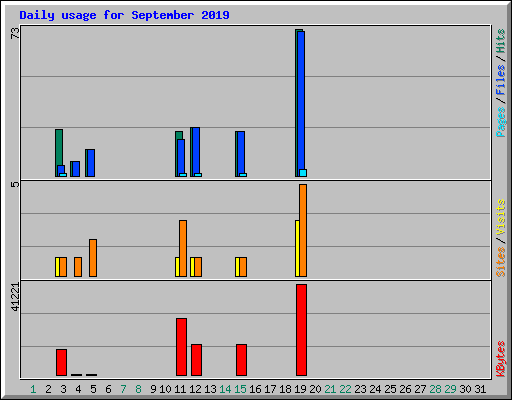 Daily usage for September 2019
73
5
41221
Pages/Files/Hits
Sites/Visits
KBytes
1 2 3 4 5 6 7 8 9 10 11 12 13 14 15 16 17 18 19 20 21 22 23 24 25 26 27 28 29 30 31